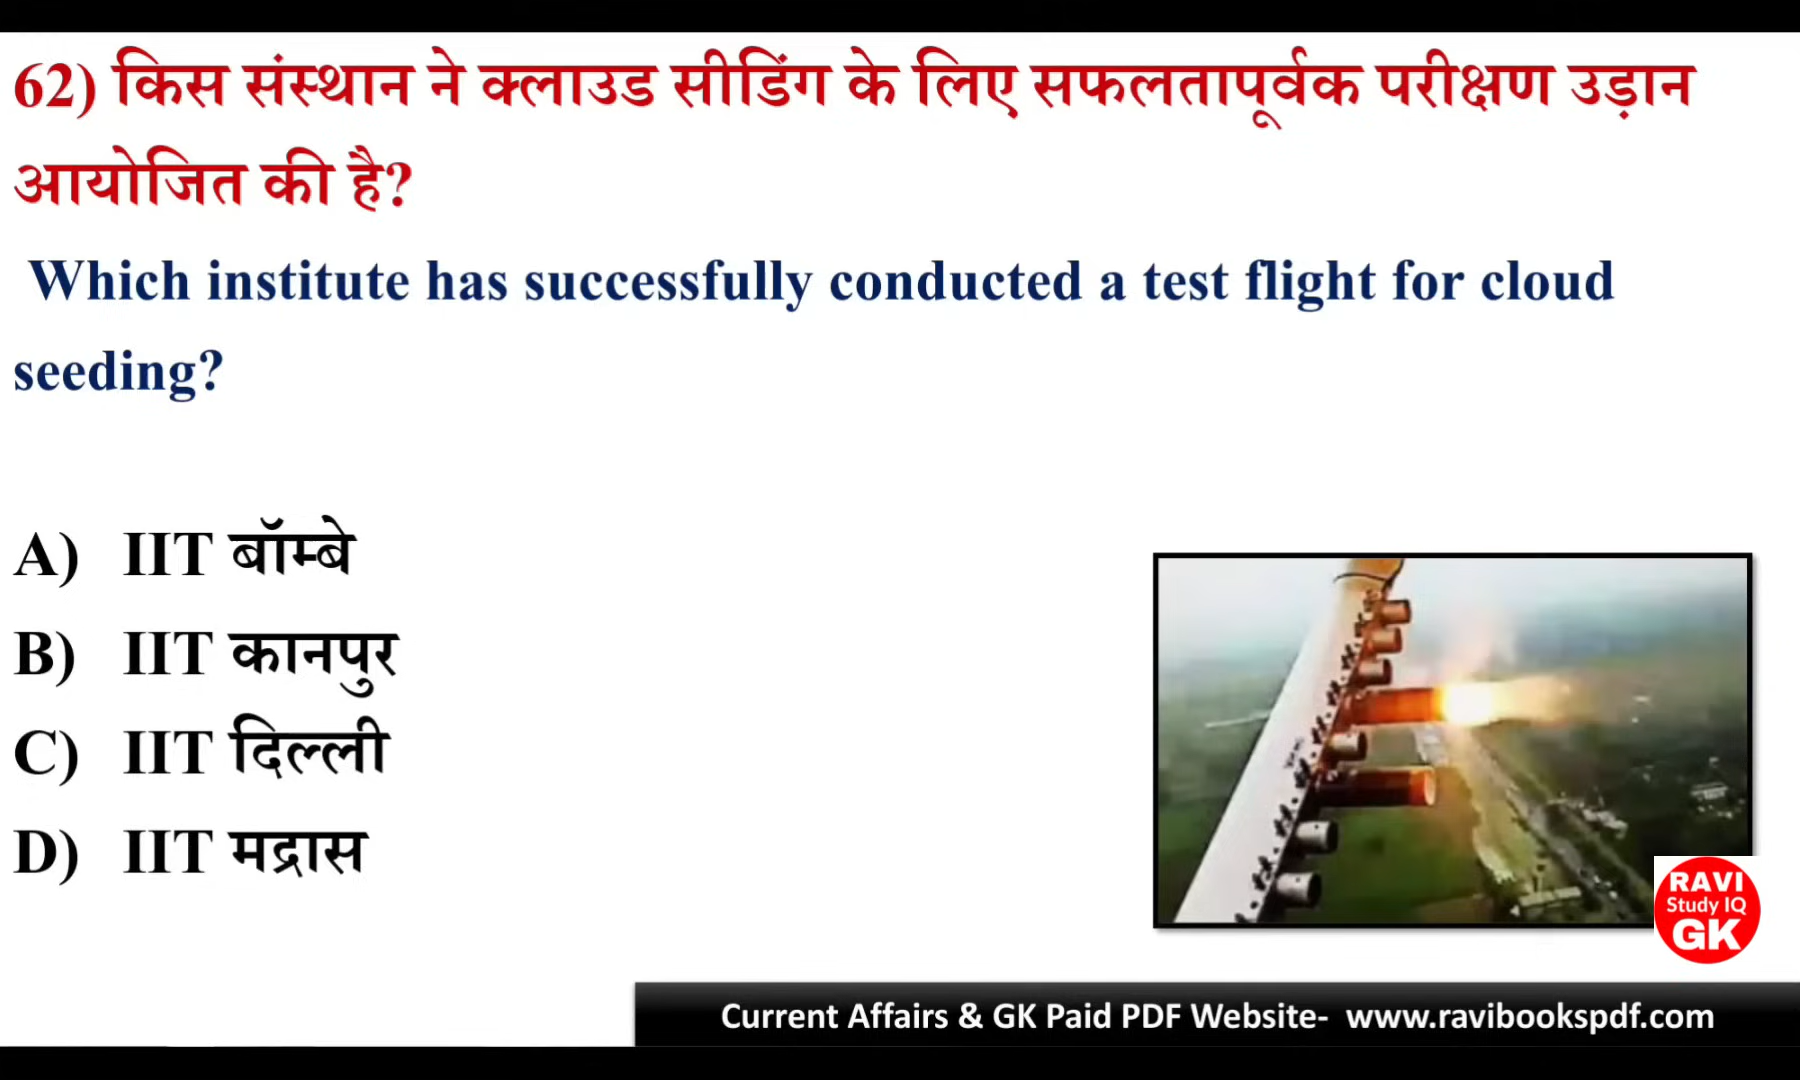 62) किस संस्थान ने क्लाउड सीडिंग के लिए सफलतापूर्वक परीक्षण उड़ान
आयोजित की है?
Which institute has successfully conducted a test flight for cloud
seeding?
A) IIT बॉम्बे
B) IIT कानपुर
C) IIT दिल्ली
D) IIT मद्रास
RAVI
Study IQ
GK
Current Affairs & GK Paid PDF Website- www.ravibookspdf.com